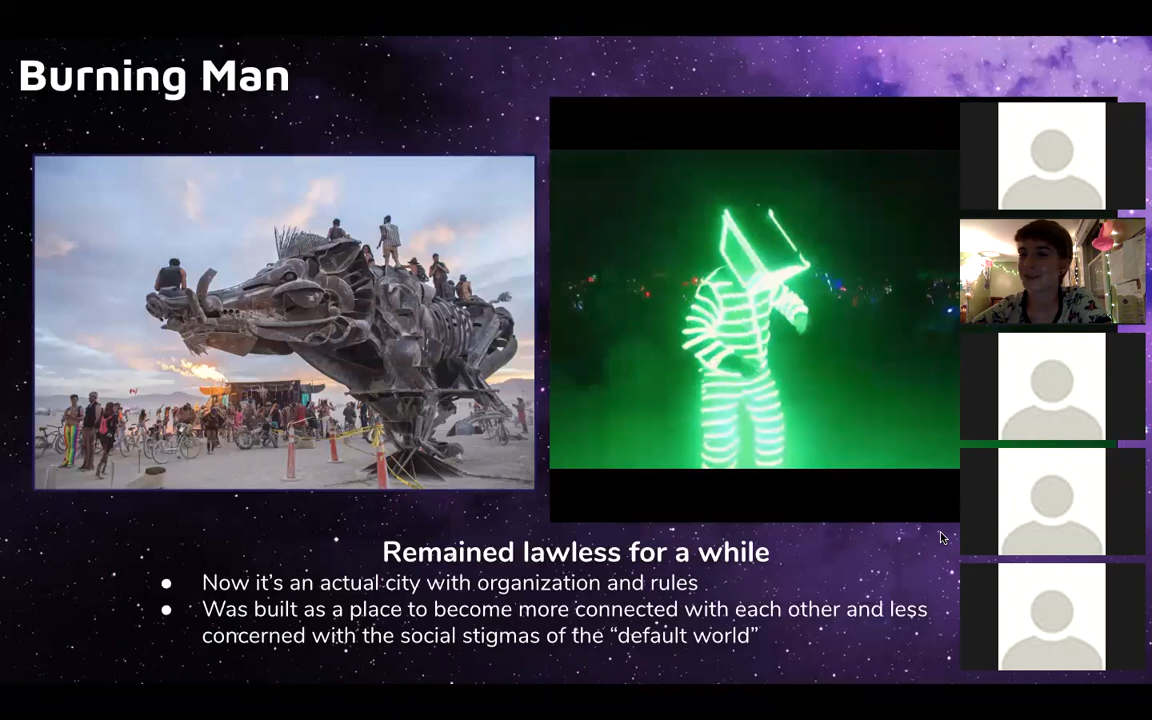 Burning Man
Remained lawless for a while
● Now it's an actual city with organization and rules
● Was built as a place to become more connected with each other and less
concerned with the social stigmas of the “default world”